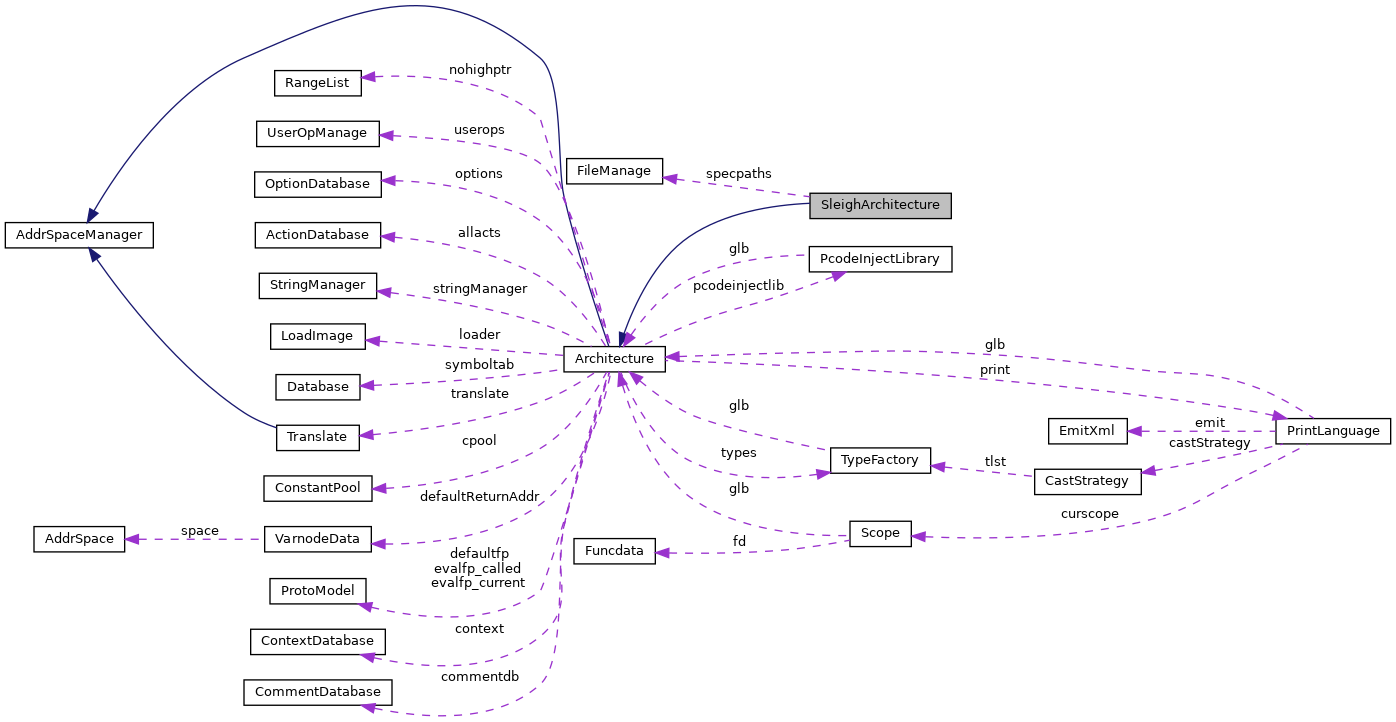 nohighptr
RangeList
userops
UserOpManage
FileManage
specpaths
options
OptionDatabase
SleighArchitecture
AddrSpaceManager
ActionDatabase
allacts
glb
PcodeInjectLibrary
StringManager
stringManager
pcodeinjectlib
LoadImage
loader
Architecture
glb
symboltab
print
Database
translate
glb
Translate
emit
EmitXml
PrintLanguage
cpool
castStrategy
types
TypeFactory
tlst
CastStrategy
ConstantPool
defaultReturnAddr
glb
curscope
AddrSpace
space
VarnodeData
Scope
fd
Funcdata
defaultfp
evalfp_called
evalfp_current
ProtoModel
context
ContextDatabase
commentdb
CommentDatabase